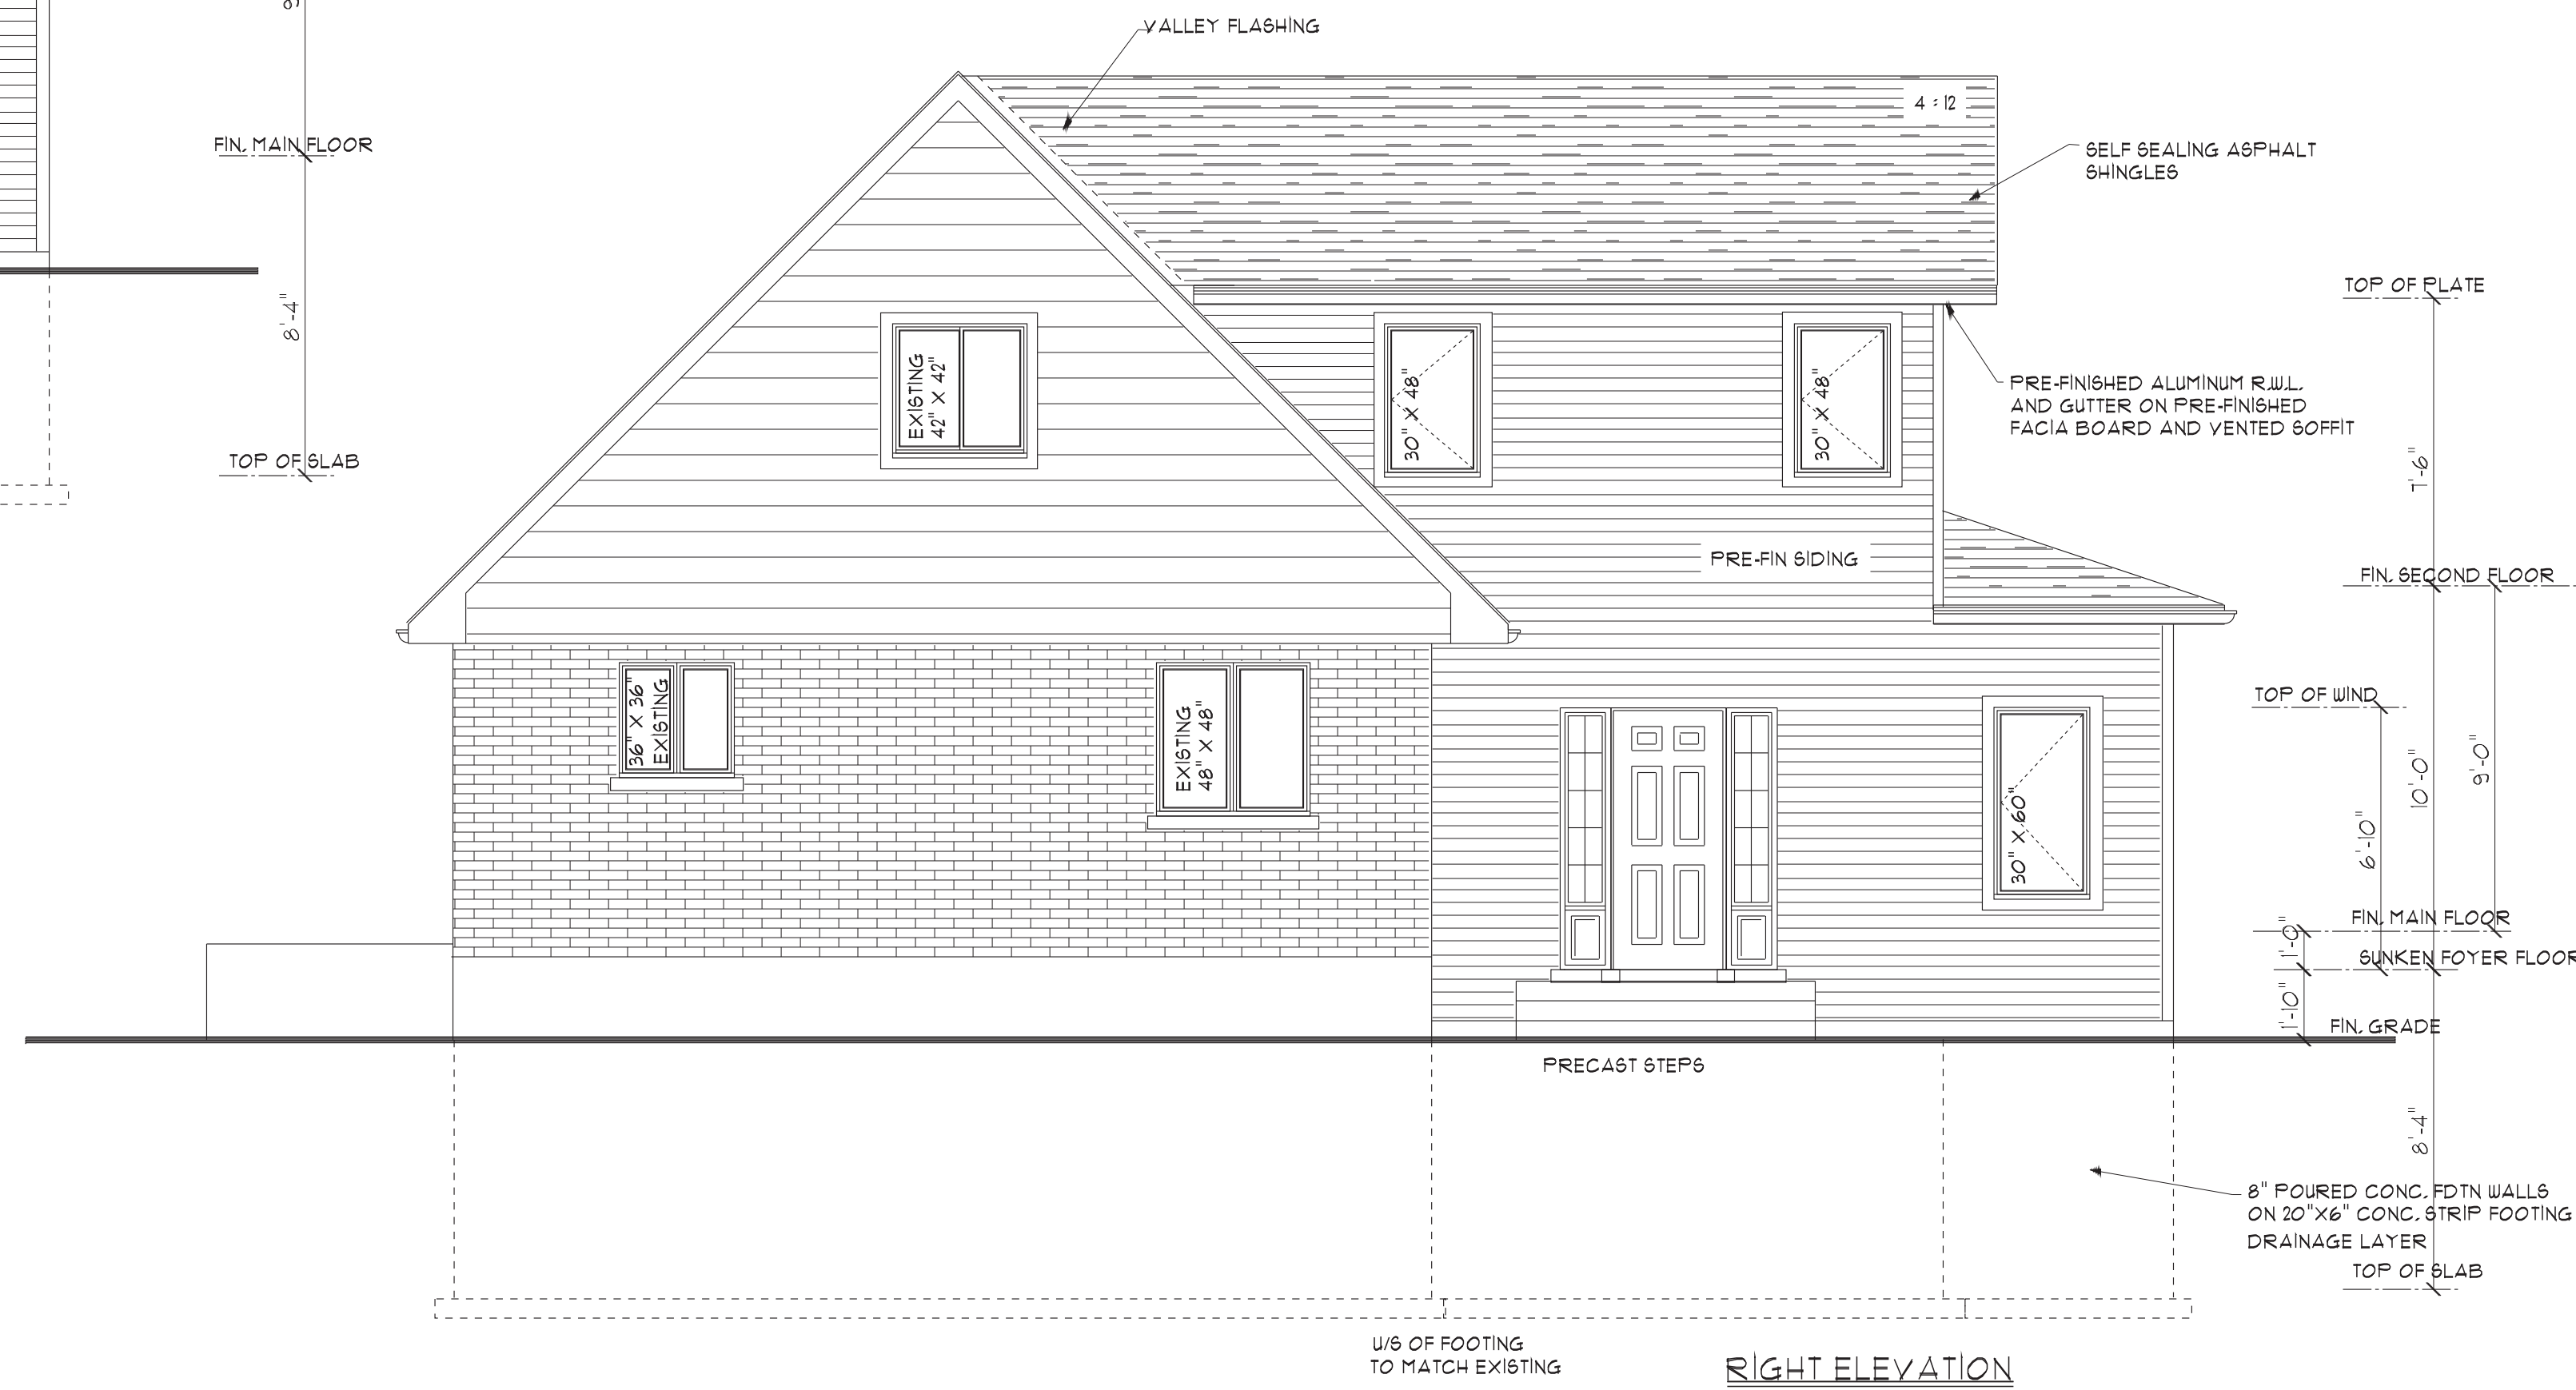 VALLEY FLASHING
4 : 12
FIN. MAIN FLOOR
SELF SEALING ASPHALT
SHINGLES
8'-4"
TOP OF PLATE
EXISTING
42" X 42"
30" X 48"
30" X 48"
PRE-FINISHED ALUMINUM R.W.L.
AND GUTTER ON PRE-FINISHED
FACIA BOARD AND VENTED SOFFIT
TOP OF SLAB
7'-6"
PRE-FIN SIDING
FIN. SECOND FLOOR
36" X 36"
EXISTING
EXISTING
48" X 48"
TOP OF WIND
30" X 60"
6'-10"
10'-0"
9'-0"
FIN. MAIN FLOOR
1'-0"
SUNKEN FOYER FLOOR
1'-10"
FIN. GRADE
PRECAST STEPS
8'-4"
8" POURED CONC. FDTN WALLS
ON 20"X6" CONC. STRIP FOOTING
DRAINAGE LAYER
TOP OF SLAB
U/S OF FOOTING
TO MATCH EXISTING
RIGHT ELEVATION